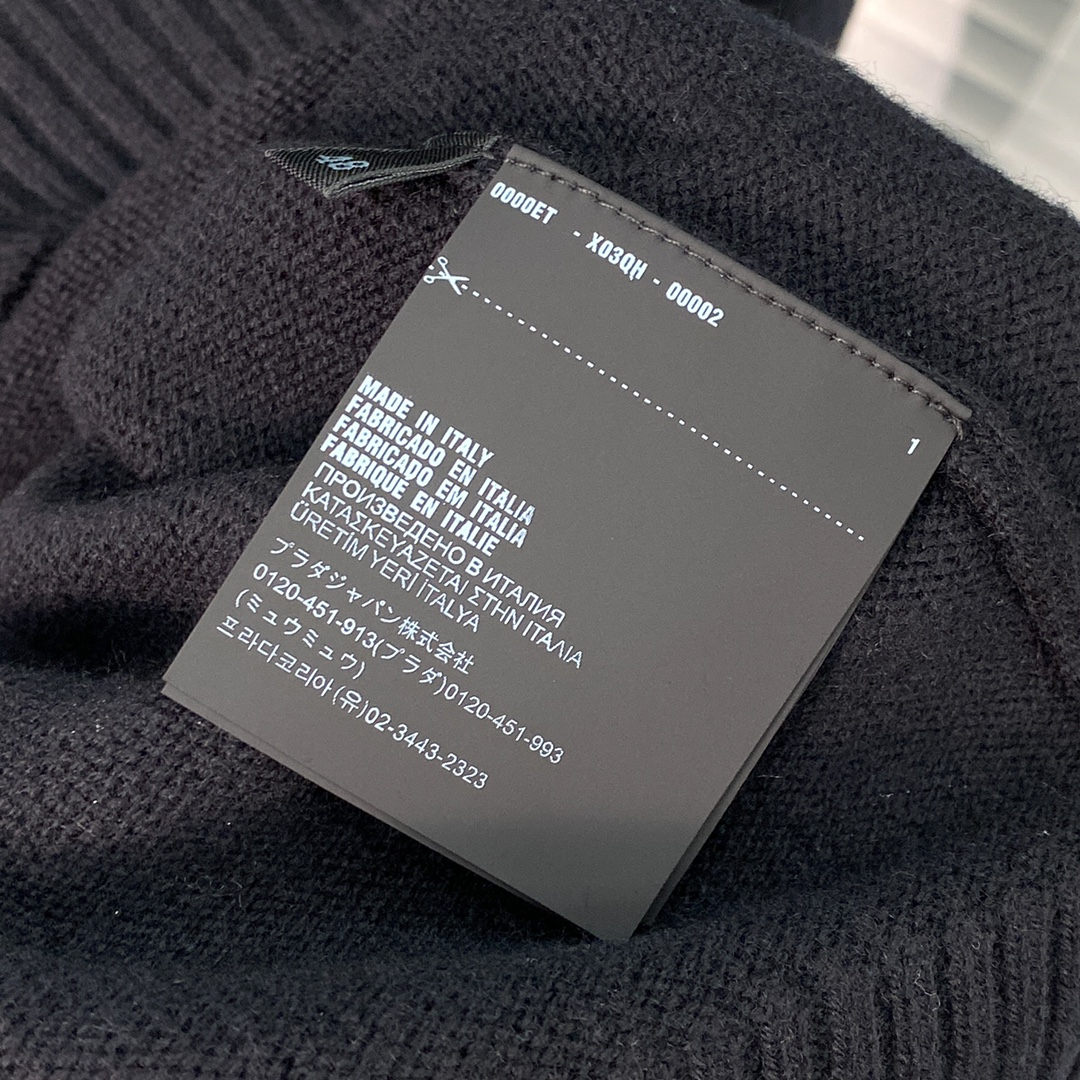 48
0000ET - X03QH - 00002
1
MADE IN ITALY
FABRICADO EN ITALIA
FABRICADO EM ITALIA
FABRIQUE EN ITALIE
ПРОИЗВЕДЕНО В ИТАЛИЯ
ΚΑΤΑΣΚΕΥΑΖΕΤΑΙ ΣΤΗΝ ΙΤΑΛΙΑ
ÜRETİM YERİ İTALYA
プラダジャパン株式会社
0120-451-913(プラダ)0120-451-993
(ミュウミュウ)
프라다코리아(유)02-3443-2323